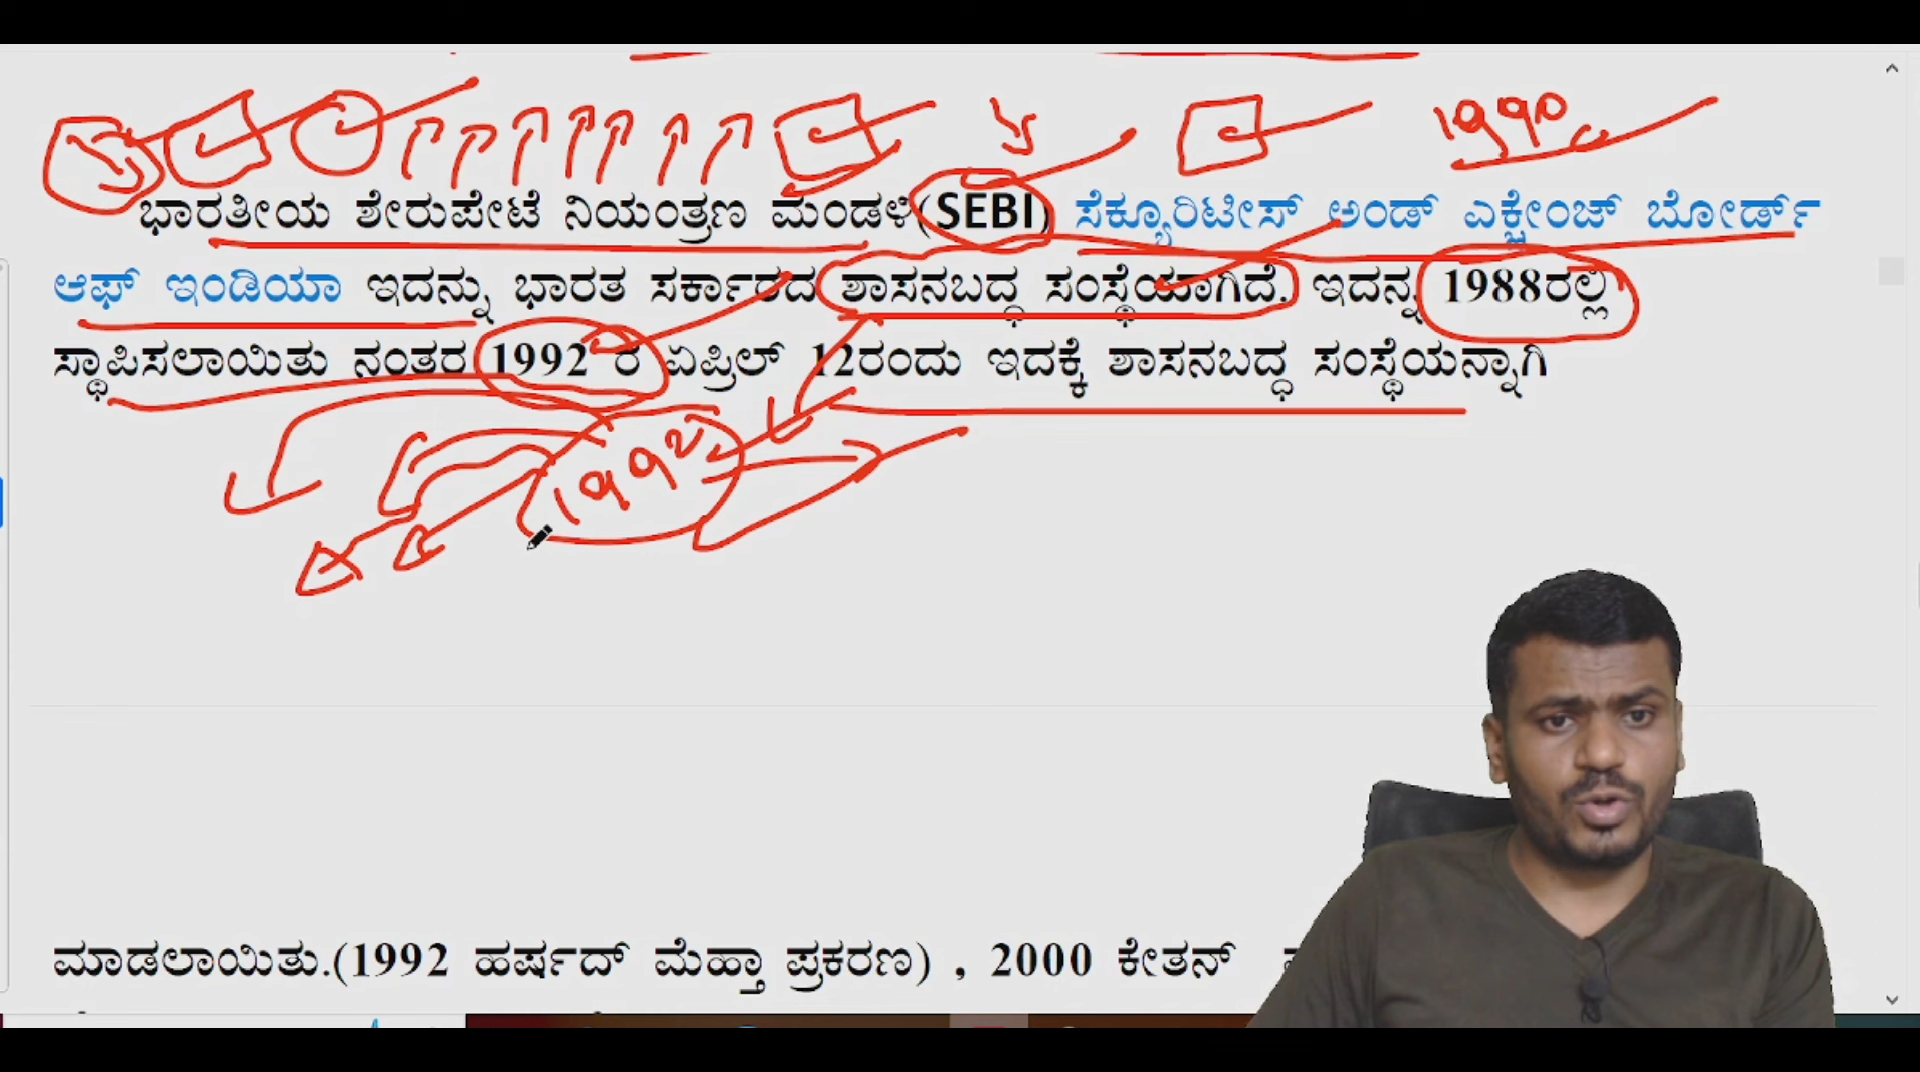 1990
ಭಾರತೀಯ ಶೇರುಪೇಟೆ ನಿಯಂತ್ರಣ ಮಂಡಳಿ(SEBI) ಸೆಕ್ಯೂರಿಟೀಸ್ ಅಂಡ್ ಎಕ್ಷೇಂಜ್ ಬೋರ್ಡ್
ಆಫ್ ಇಂಡಿಯಾ ಇದನ್ನು ಭಾರತ ಸರ್ಕಾರದ ಶಾಸನಬದ್ಧ ಸಂಸ್ಥೆಯಾಗಿದೆ. ಇದನ್ನ 1988ರಲ್ಲಿ
ಸ್ಥಾಪಿಸಲಾಯಿತು ನಂತರ 1992 ರ ಏಪ್ರಿಲ್ 12ರಂದು ಇದಕ್ಕೆ ಶಾಸನಬದ್ಧ ಸಂಸ್ಥೆಯನ್ನಾಗಿ
1992
ಮಾಡಲಾಯಿತು.(1992 ಹರ್ಷದ್ ಮೆಹ್ತಾ ಪ್ರಕರಣ) , 2000 ಕೇತನ್